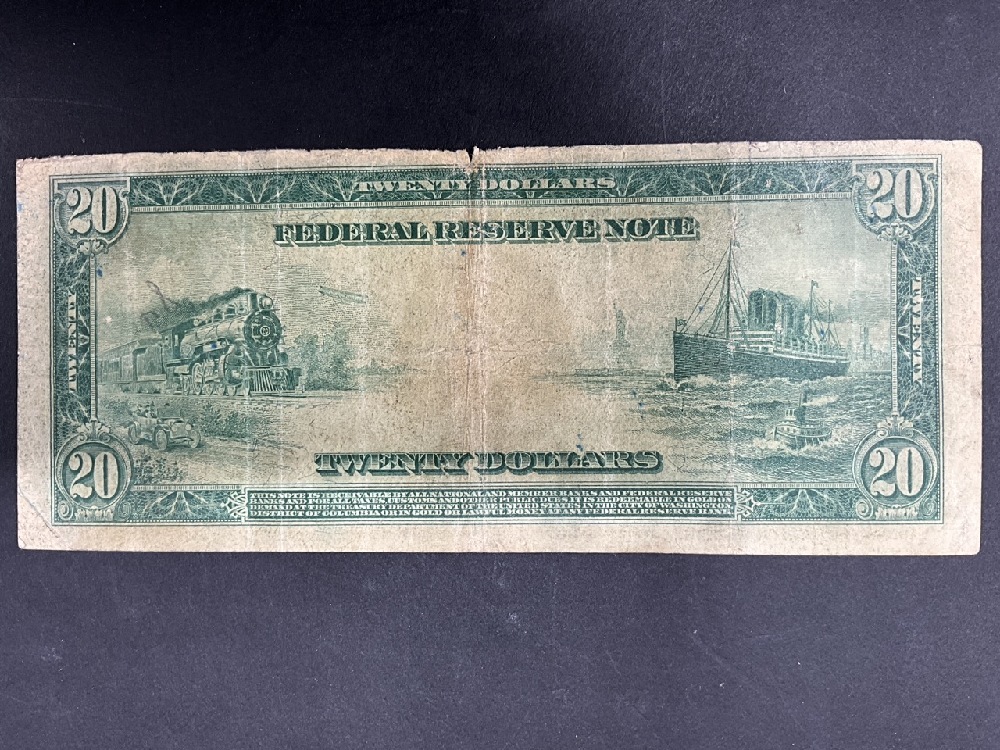 20 TWENTY DOLLARS 20
FEDERAL RESERVE NOTE
TWENTY
TWENTY
TWENTY DOLLARS
20 20
THIS NOTE IS RECEIVABLE BY ALL NATIONAL AND MEMBER BANKS AND FEDERAL RESERVE
BANKS AND FOR ALL TAXES, CUSTOMS AND OTHER PUBLIC DUES. IT IS REDEEMABLE IN GOLD ON
DEMAND AT THE TREASURY DEPARTMENT OF THE UNITED STATES IN THE CITY OF WASHINGTON,
DISTRICT OF COLUMBIA OR IN GOLD OR LAWFUL MONEY AT ANY FEDERAL RESERVE BANK.